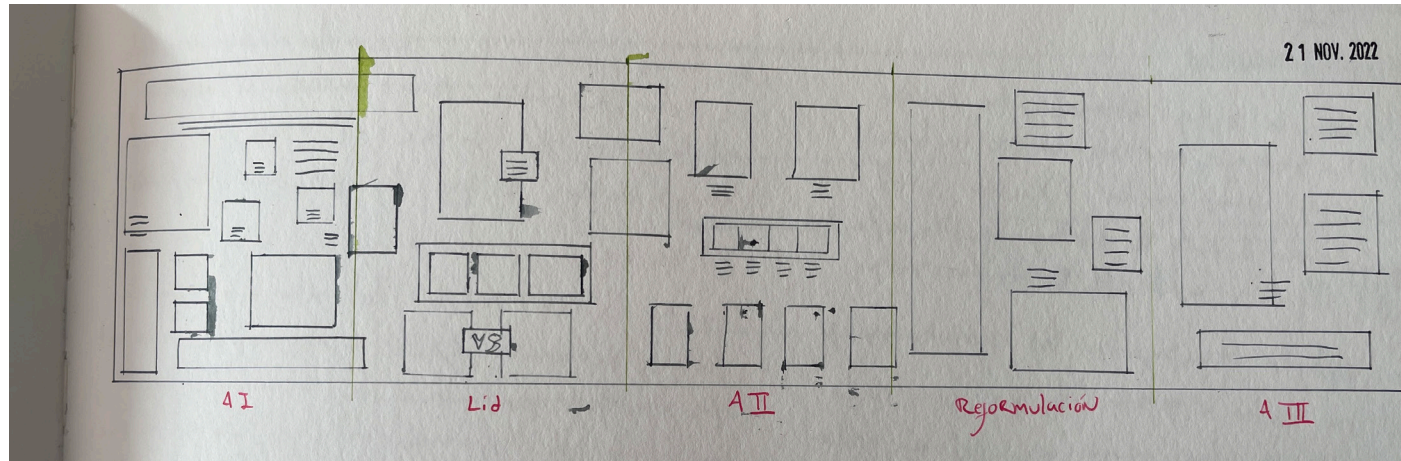 21 NOV. 2022
A I
Lid
A II
Reformulación
A III